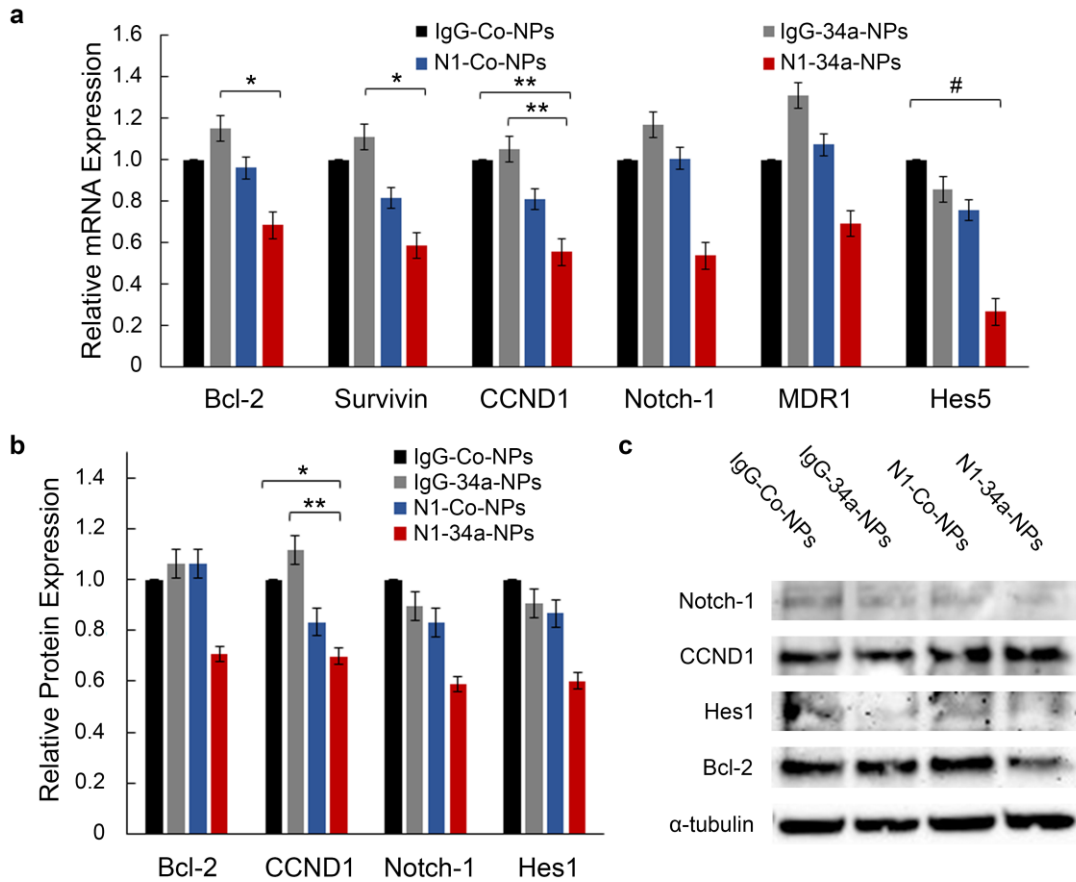 a
Relative mRNA Expression
1.6
1.4
1.2
1.0
0.8
0.6
0.4
0.2
0
IgG-Co-NPs
IgG-34a-NPs
N1-Co-NPs
N1-34a-NPs
*
*
**
**
#
Bcl-2 Survivin CCND1 Notch-1 MDR1 Hes5
b
Relative Protein Expression
1.4
1.2
1.0
0.8
0.6
0.4
0.2
0
IgG-Co-NPs
IgG-34a-NPs
N1-Co-NPs
N1-34a-NPs
*
**
Bcl-2 CCND1 Notch-1 Hes1
c
IgG-Co-NPs
IgG-34a-NPs
N1-Co-NPs
N1-34a-NPs
Notch-1
CCND1
Hes1
Bcl-2
α-tubulin